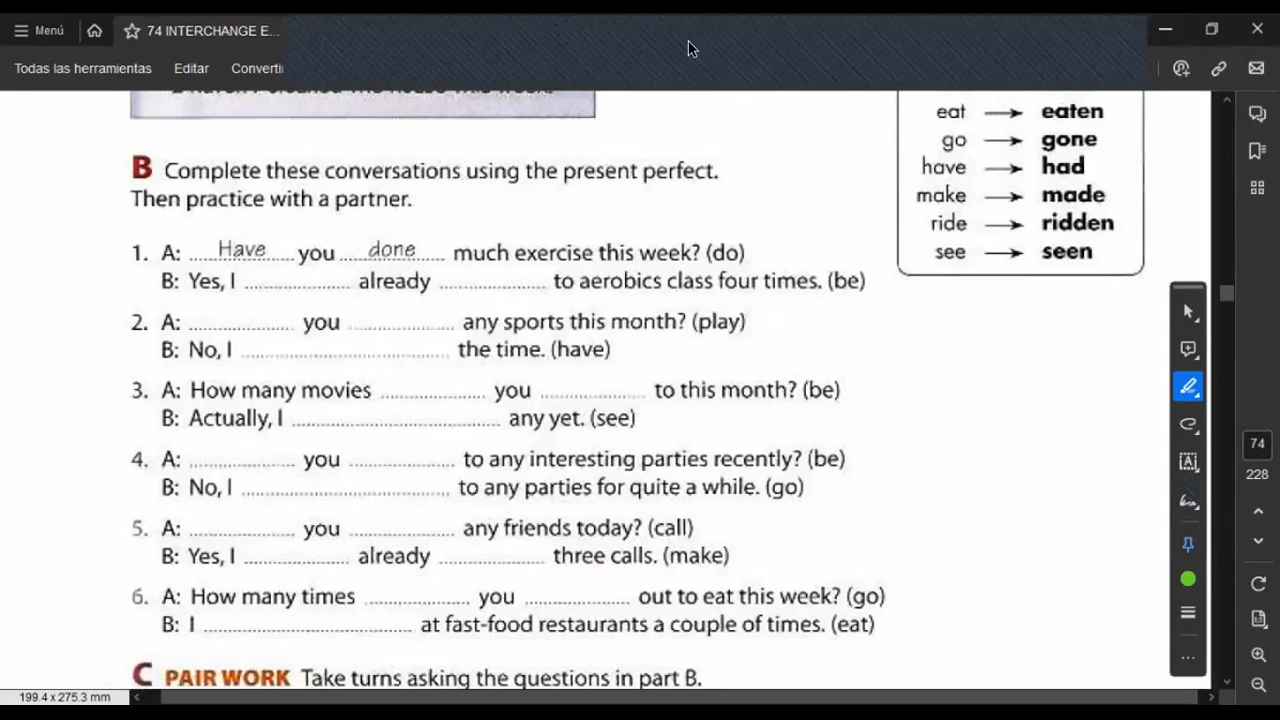 Menú
74 INTERCHANGE E...
Todas las herramientas Editar Converti
eat → eaten
go → gone
have → had
make → made
ride → ridden
see → seen
B Complete these conversations using the present perfect.
Then practice with a partner.
1. A: Have you done much exercise this week? (do)
B: Yes, I ............ already ............ to aerobics class four times. (be)
2. A: ............ you ............ any sports this month? (play)
B: No, I ........................ the time. (have)
3. A: How many movies ............ you ............ to this month? (be)
B: Actually, I ........................ any yet. (see)
4. A: ............ you ............ to any interesting parties recently? (be)
B: No, I ........................ to any parties for quite a while. (go)
5. A: ............ you ............ any friends today? (call)
B: Yes, I ............ already ............ three calls. (make)
6. A: How many times ............ you ............ out to eat this week? (go)
B: I ........................ at fast-food restaurants a couple of times. (eat)
C PAIR WORK Take turns asking the questions in part B.
74
228
199.4 x 275.3 mm